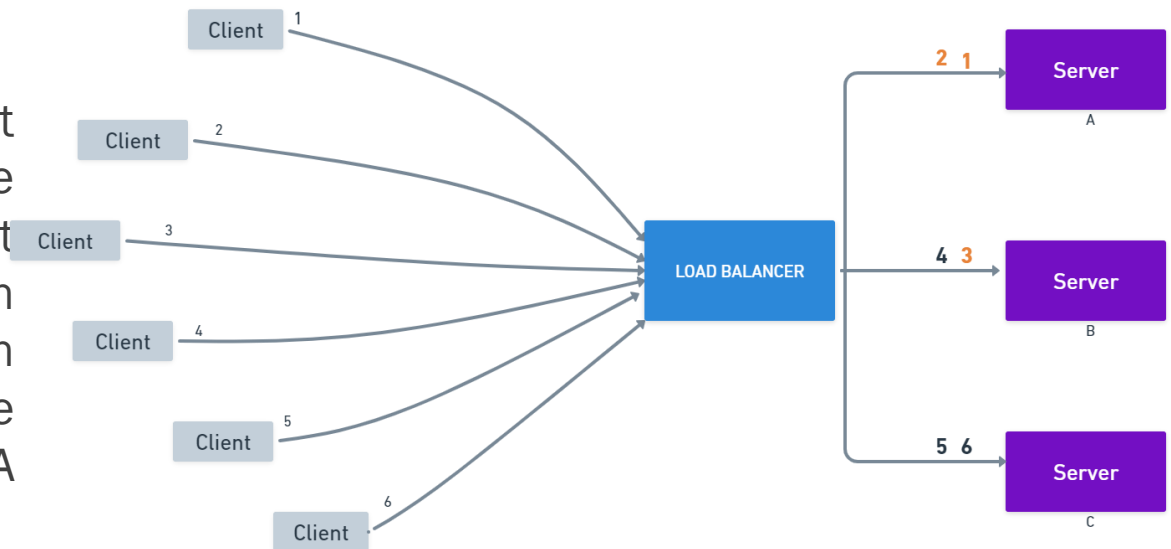 Client
1
Client
2
Client
3
Client
4
Client
5
Client
6
LOAD BALANCER
2 1
Server
A
4 3
Server
B
5 6
Server
C
A